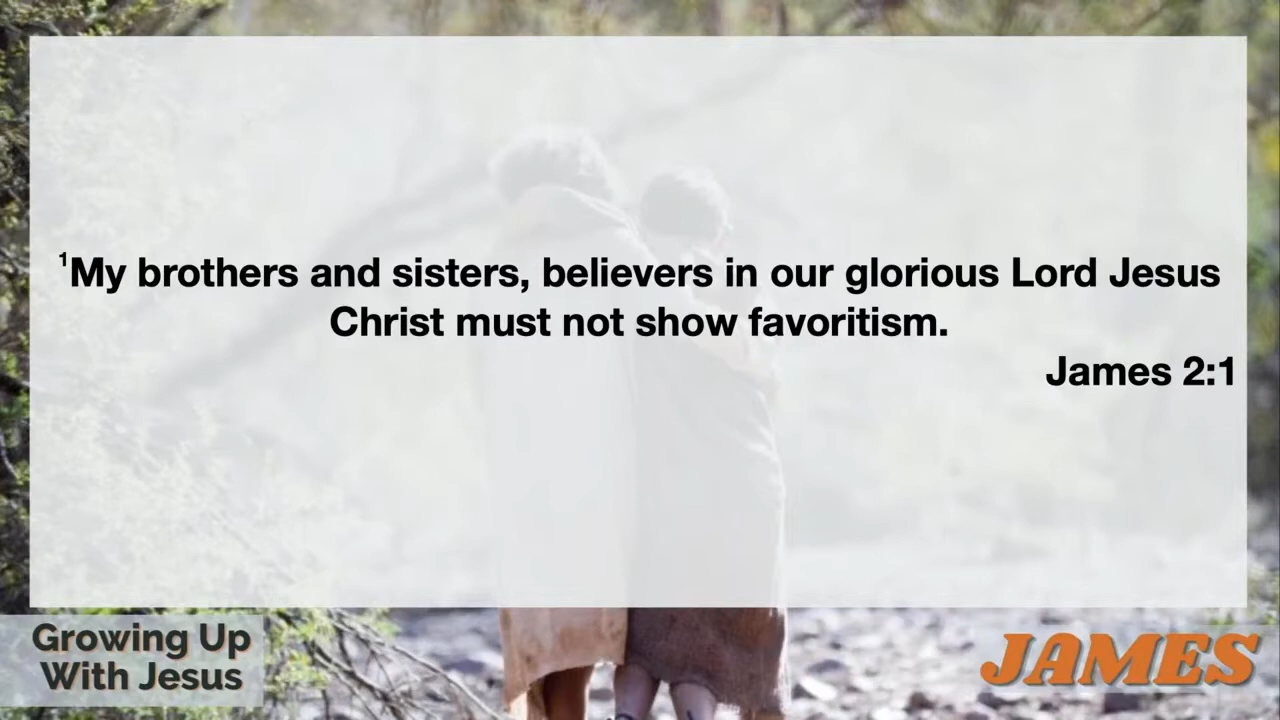 ¹My brothers and sisters, believers in our glorious Lord Jesus
Christ must not show favoritism.
James 2:1
Growing Up
With Jesus
JAMES